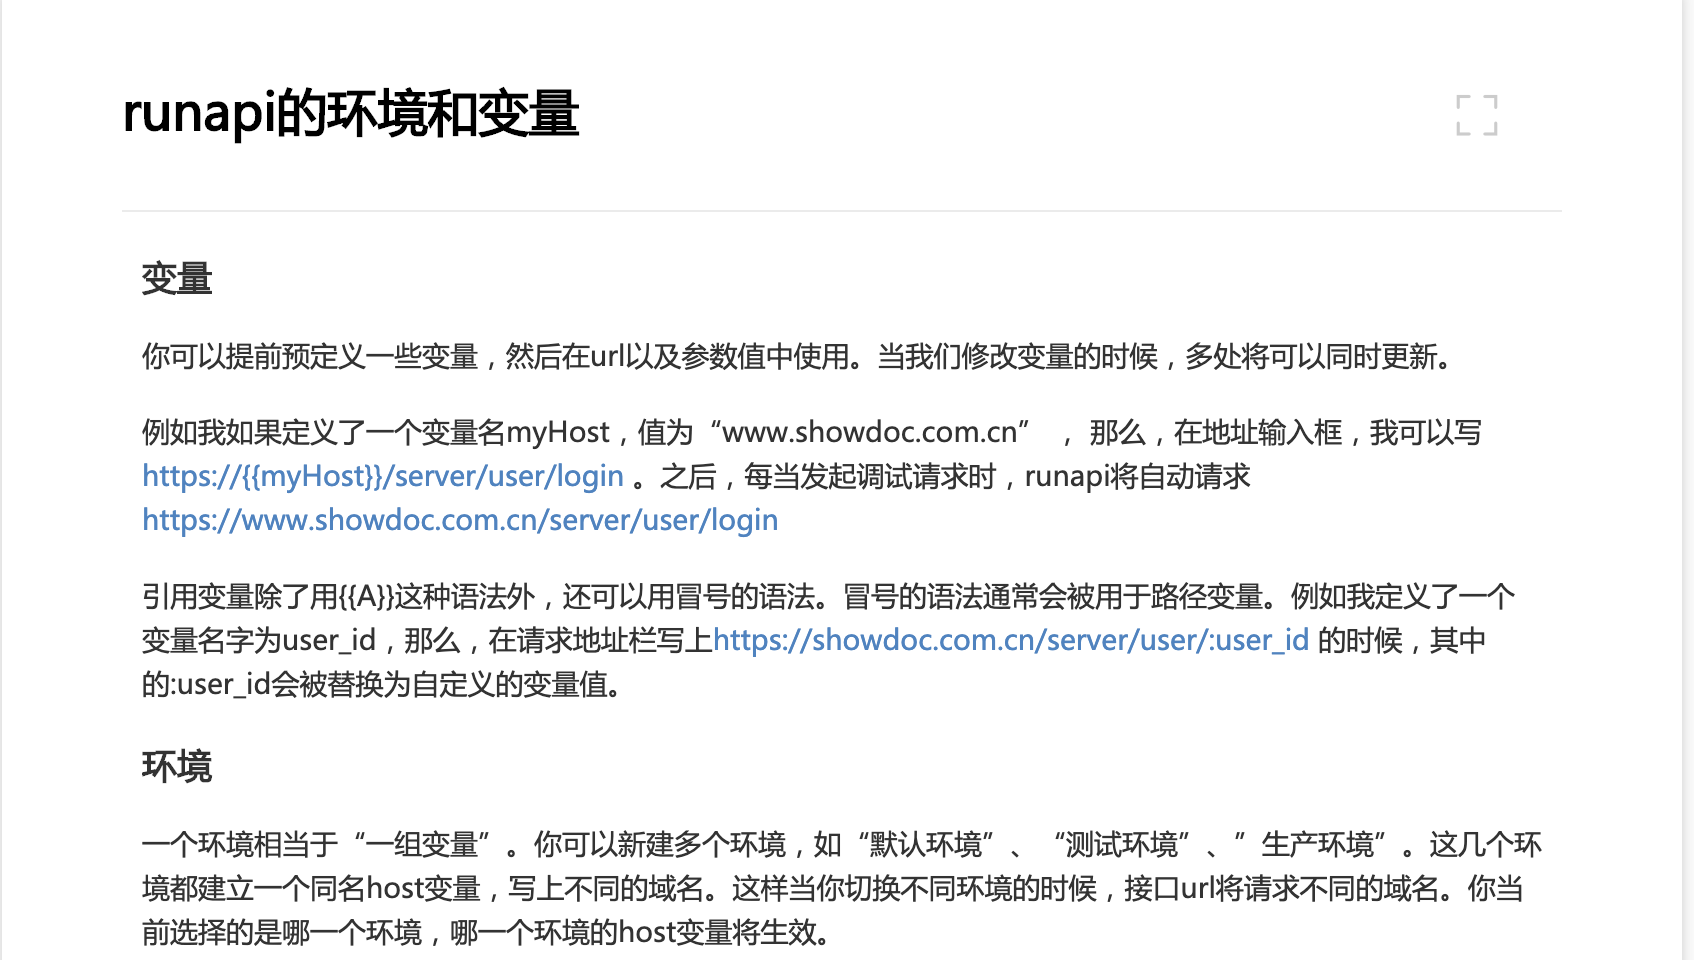 runapi的环境和变量
变量
你可以提前预定义一些变量，然后在url以及参数值中使用。当我们修改变量的时候，多处将可以同时更新。
例如我如果定义了一个变量名myHost，值为“www.showdoc.com.cn” ， 那么，在地址输入框，我可以写
https://{{myHost}}/server/user/login 。之后，每当发起调试请求时，runapi将自动请求
https://www.showdoc.com.cn/server/user/login
引用变量除了用{{A}}这种语法外，还可以用冒号的语法。冒号的语法通常会被用于路径变量。例如我定义了一个
变量名字为user_id，那么，在请求地址栏写上https://showdoc.com.cn/server/user/:user_id 的时候，其中
的:user_id会被替换为自定义的变量值。
环境
一个环境相当于“一组变量”。你可以新建多个环境，如“默认环境”、“测试环境”、”生产环境”。这几个环
境都建立一个同名host变量，写上不同的域名。这样当你切换不同环境的时候，接口url将请求不同的域名。你当
前选择的是哪一个环境，哪一个环境的host变量将生效。